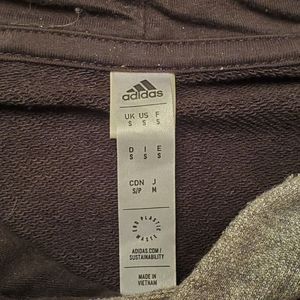 adidas
UK US F
S S S
D I E
S S S
CDN J
S/P M
END PLASTIC WASTE
ADIDAS.COM/
SUSTAINABILITY
MADE IN
VIETNAM